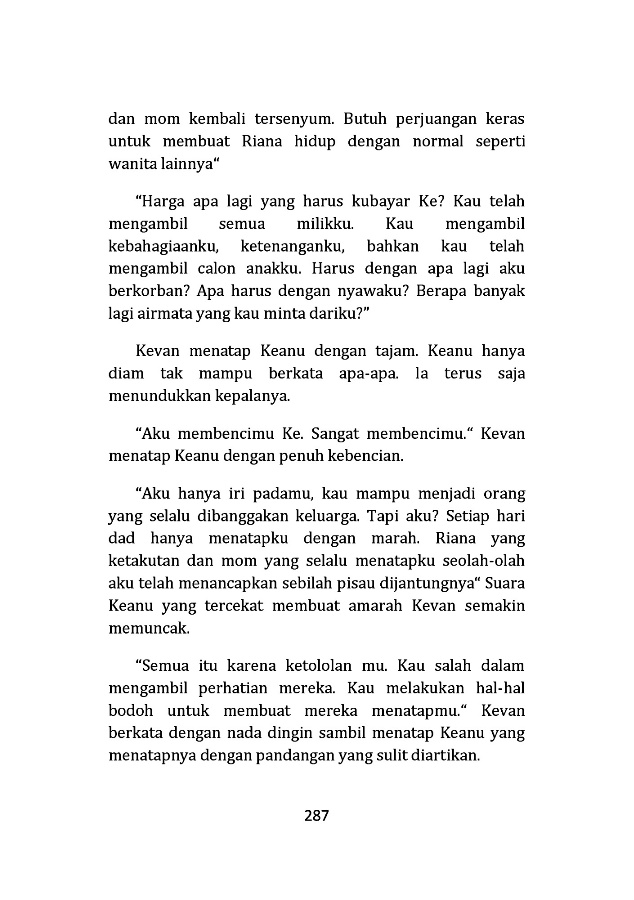 dan mom kembali tersenyum. Butuh perjuangan keras
untuk membuat Riana hidup dengan normal seperti
wanita lainnya“
“Harga apa lagi yang harus kubayar Ke? Kau telah
mengambil semua milikku. Kau mengambil
kebahagiaanku, ketenanganku, bahkan kau telah
mengambil calon anakku. Harus dengan apa lagi aku
berkorban? Apa harus dengan nyawaku? Berapa banyak
lagi airmata yang kau minta dariku?”
Kevan menatap Keanu dengan tajam. Keanu hanya
diam tak mampu berkata apa-apa. Ia terus saja
menundukkan kepalanya.
“Aku membencimu Ke. Sangat membencimu.“ Kevan
menatap Keanu dengan penuh kebencian.
“Aku hanya iri padamu, kau mampu menjadi orang
yang selalu dibanggakan keluarga. Tapi aku? Setiap hari
dad hanya menatapku dengan marah. Riana yang
ketakutan dan mom yang selalu menatapku seolah-olah
aku telah menancapkan sebilah pisau dijantungnya“ Suara
Keanu yang tercekat membuat amarah Kevan semakin
memuncak.
“Semua itu karena ketololan mu. Kau salah dalam
mengambil perhatian mereka. Kau melakukan hal-hal
bodoh untuk membuat mereka menatapmu.“ Kevan
berkata dengan nada dingin sambil menatap Keanu yang
menatapnya dengan pandangan yang sulit diartikan.
287